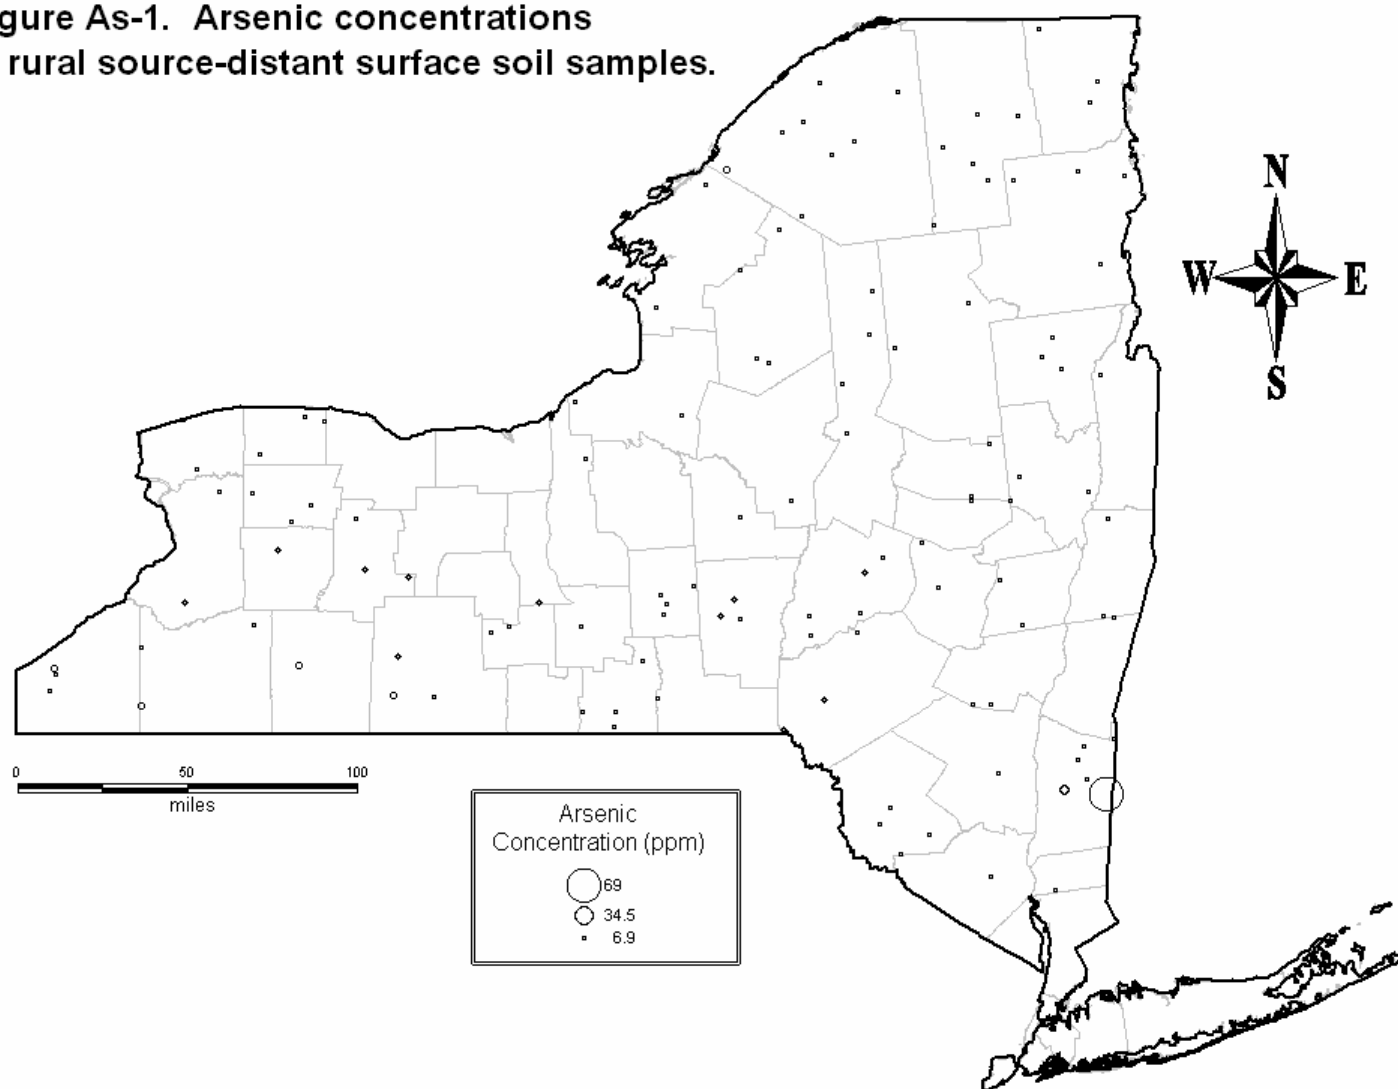 gure As-1. Arsenic concentrations
rural source-distant surface soil samples.
N
W
E
S
0
50
100
miles
Arsenic
Concentration (ppm)
69
34.5
6.9